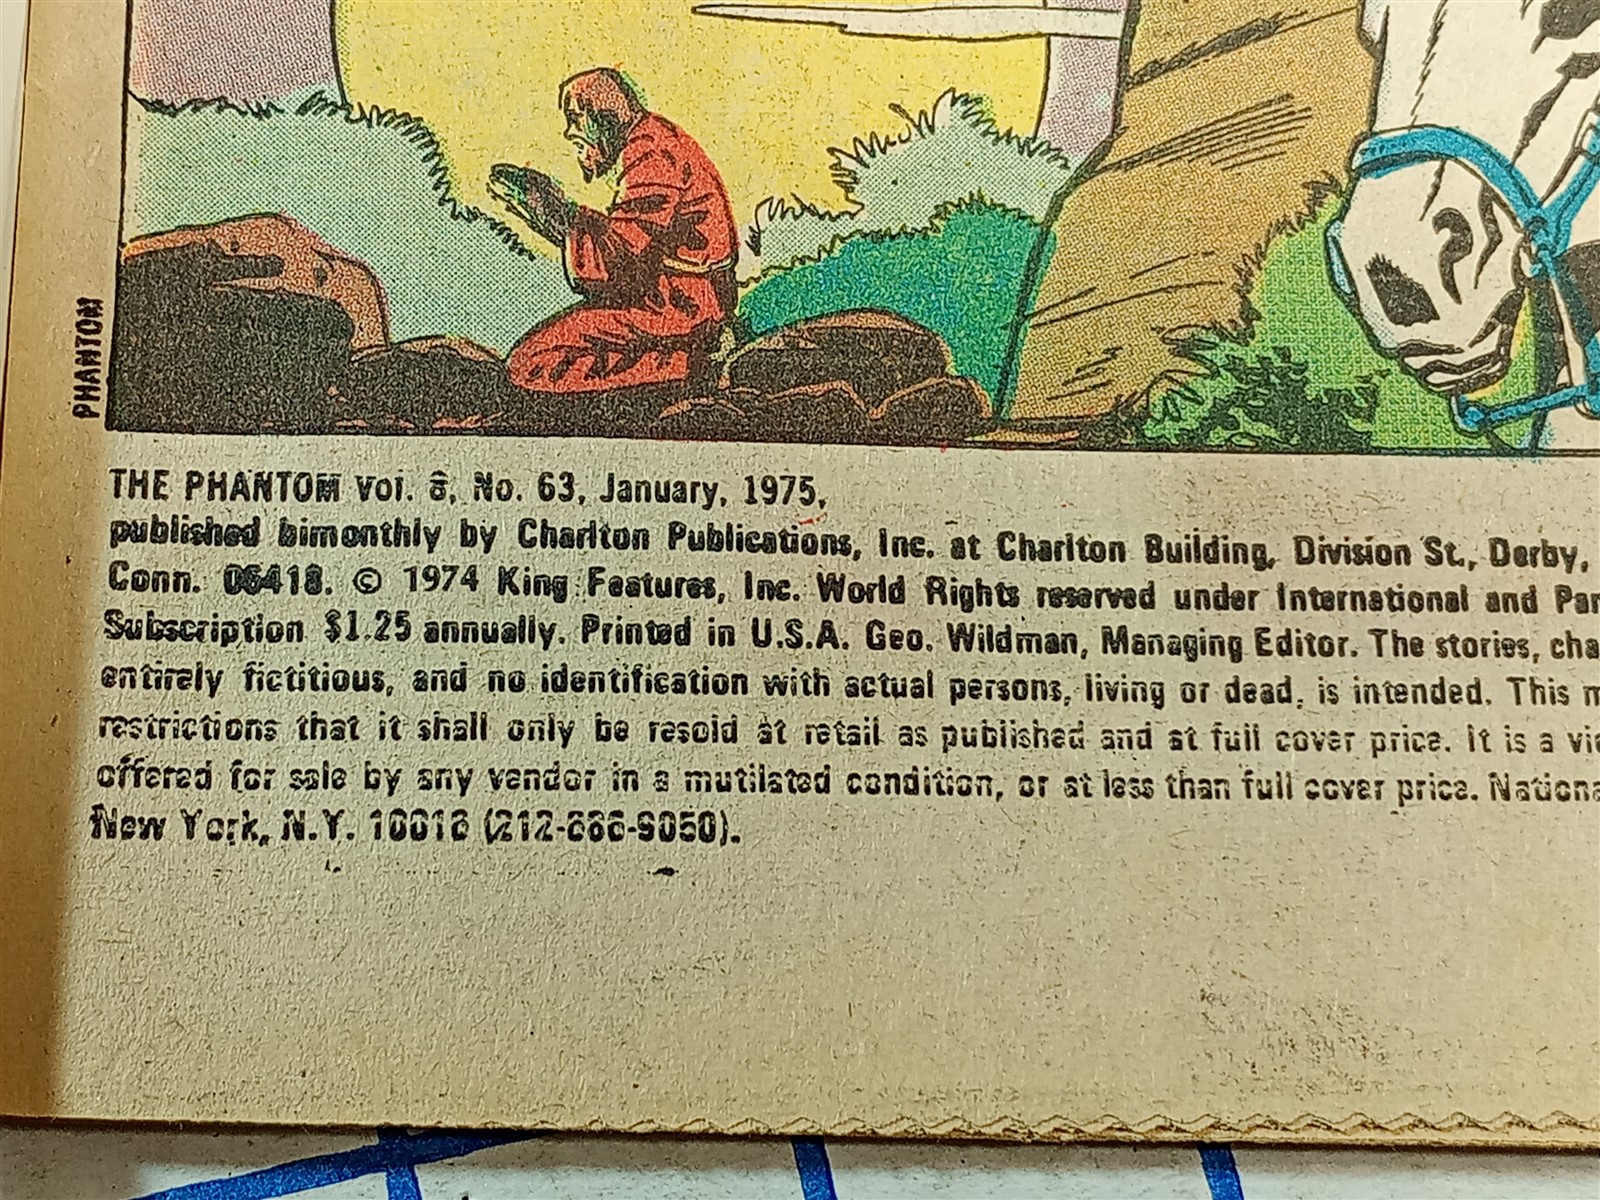 PHANTOM
THE PHANTOM Vol. 8, No. 63, January, 1975,
published bimonthly by Charlton Publications, Inc. at Charlton Building, Division St., Derby,
Conn. 06418. © 1974 King Features, Inc. World Rights reserved under International and Pan
Subscription $1.25 annually. Printed in U.S.A. Geo. Wildman, Managing Editor. The stories, cha
entirely fictitious, and no identification with actual persons, living or dead, is intended. This m
restrictions that it shall only be resold at retail as published and at full cover price. It is a vio
offered for sale by any vendor in a mutilated condition, or at less than full cover price. Nationa
New York, N.Y.